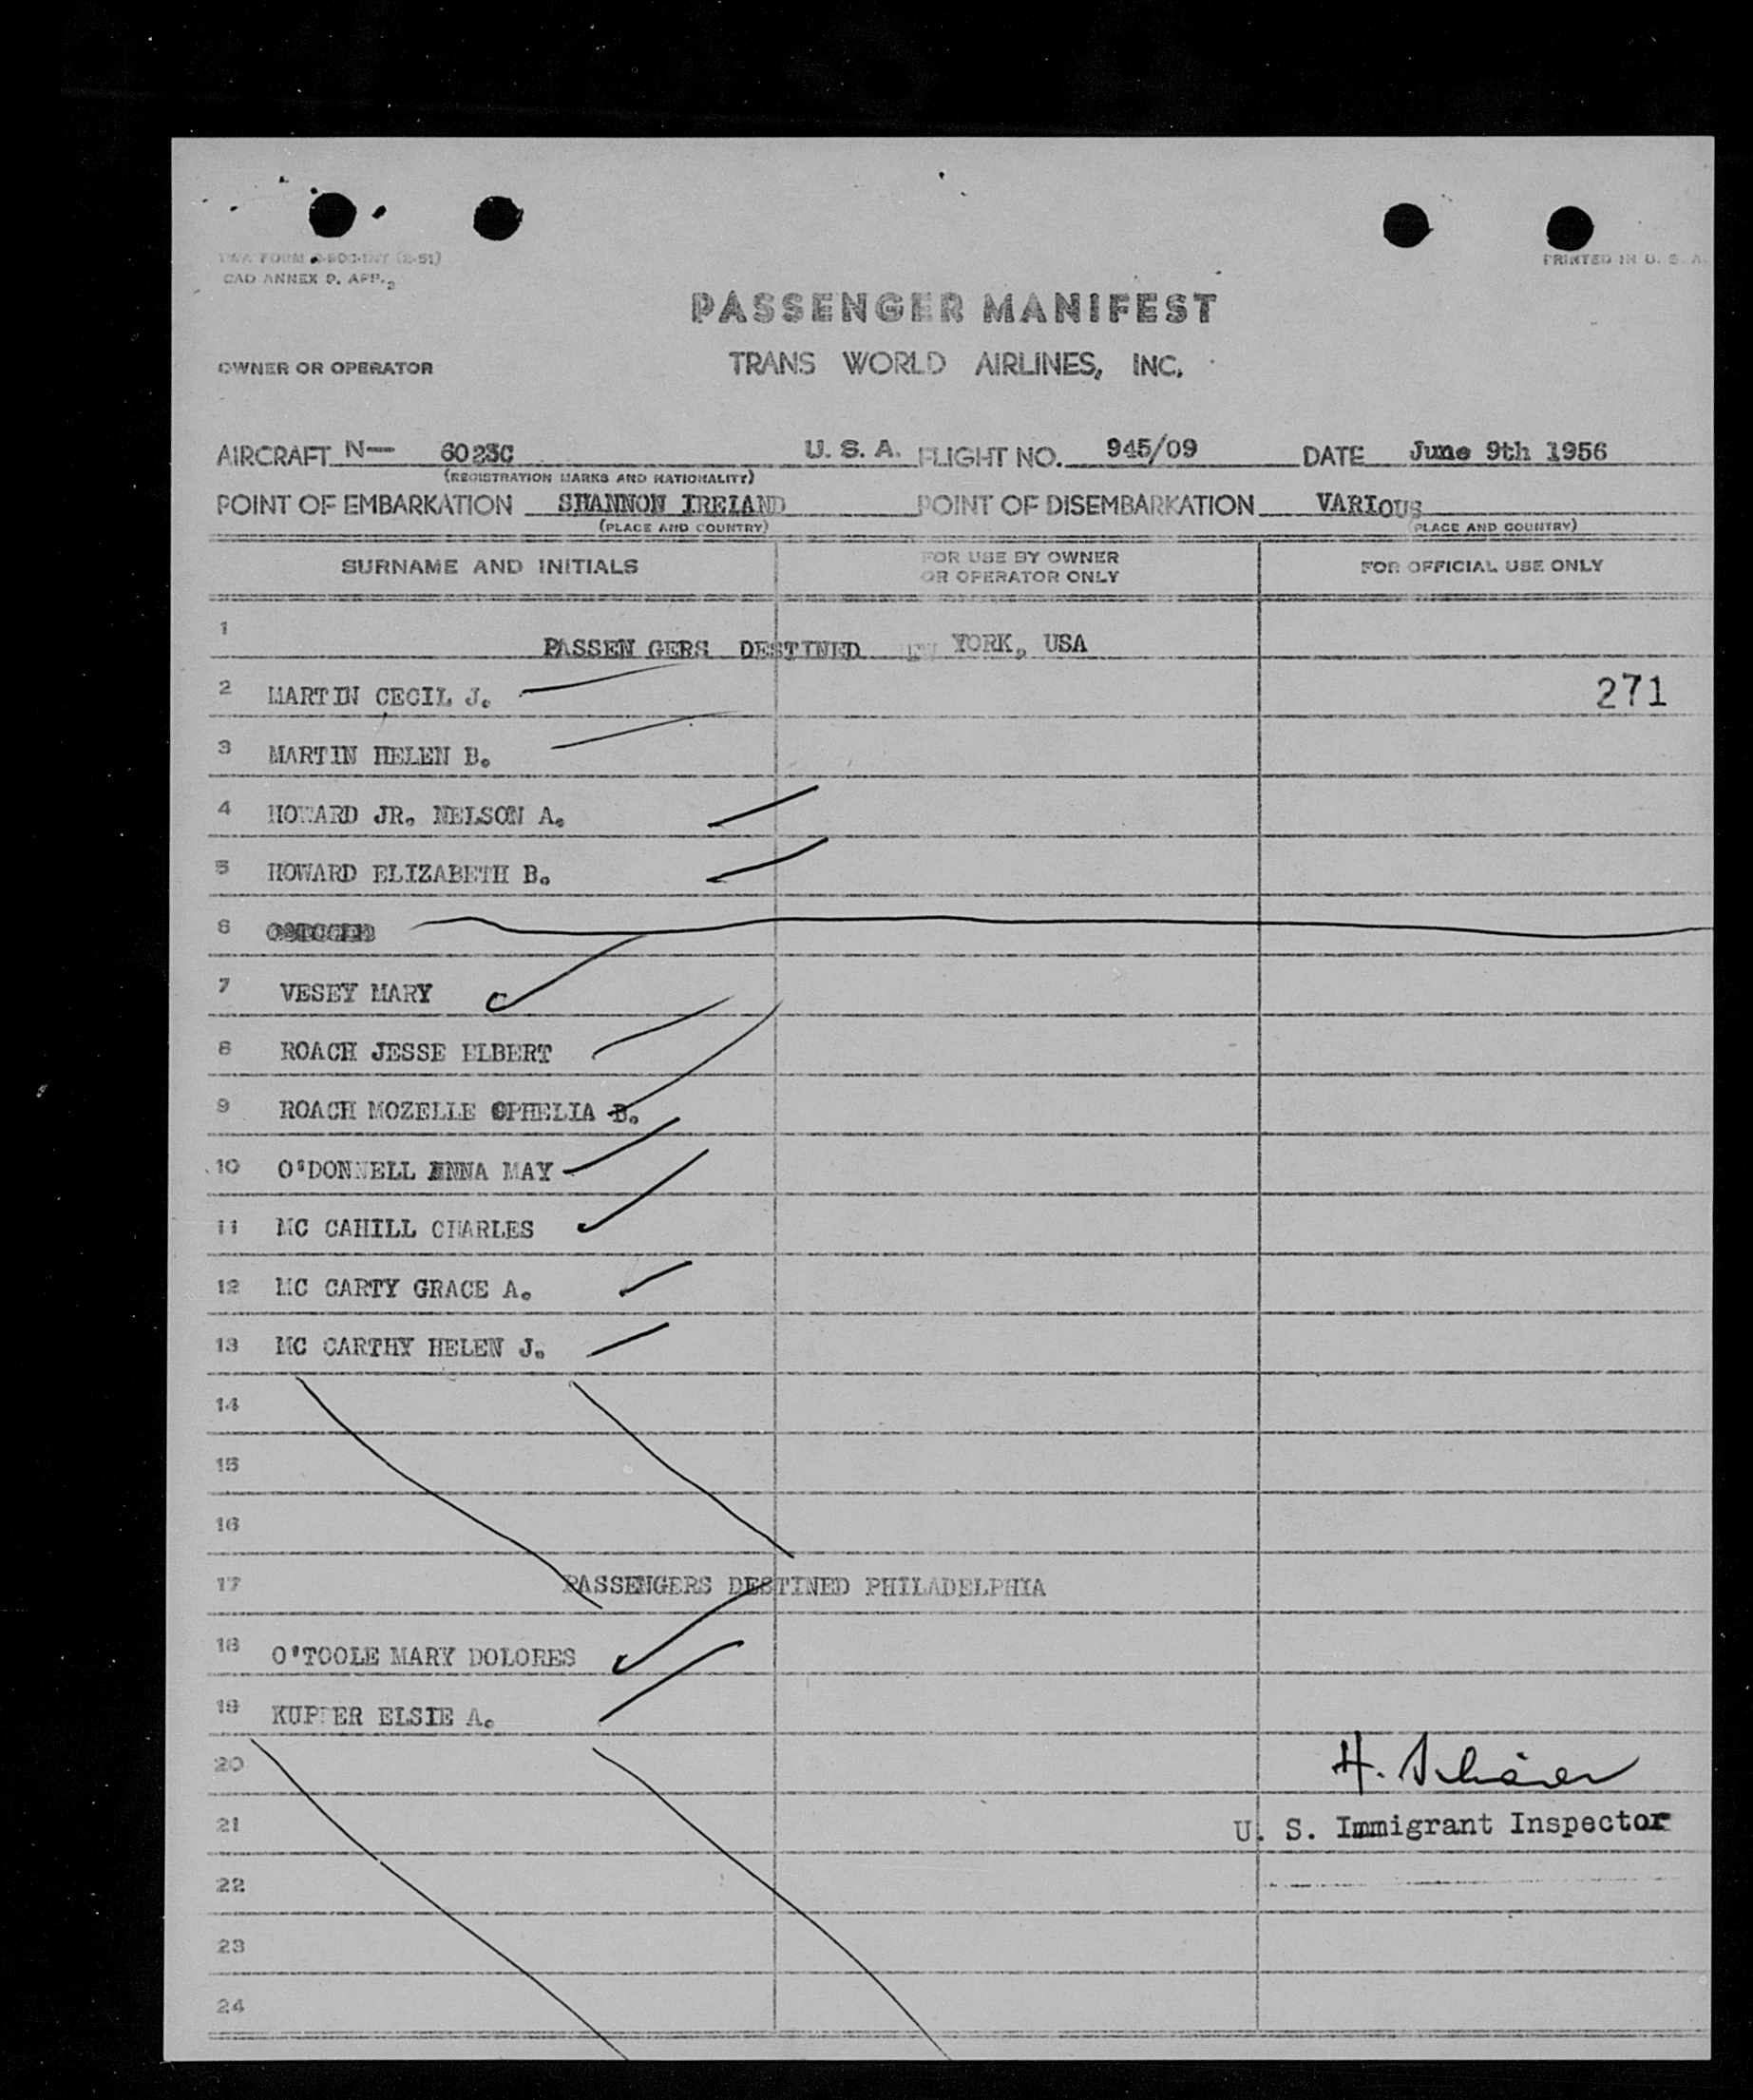 TWA FORM
CAO ANNEX 9, APP. 2
PRINTED IN U. S. A.
PASSENGER MANIFEST
OWNER OR OPERATOR
TRANS WORLD AIRLINES, INC.
AIRCRAFT N— 6023C U. S. A. FLIGHT NO. 945/09 DATE June 9th 1956
(REGISTRATION MARKS AND NATIONALITY)
POINT OF EMBARKATION SHANNON IRELAND POINT OF DISEMBARKATION VARIOUS
(PLACE AND COUNTRY) (PLACE AND COUNTRY)
SURNAME AND INITIALS FOR USE BY OWNER OR OPERATOR ONLY FOR OFFICIAL USE ONLY
1 PASSEN GERS DESTINED YORK, USA
2 MARTIN CECIL J. 271
3 MARTIN HELEN B.
4 HOWARD JR. NELSON A.
5 HOWARD ELIZABETH B.
6
7 VESEY MARY
8 ROACH JESSE ELBERT
9 ROACH MOZELLE OPHELIA B.
10 O'DONNELL ANNA MAY
11 MC CAHILL CHARLES
12 MC CARTY GRACE A.
13 MC CARTHY HELEN J.
14
15
16
17 PASSENGERS DESTINED PHILADELPHIA
18 O'TOOLE MARY DOLORES
19 ELSIE A.
20 H.
21 U. S. Immigrant Inspector
22
23
24